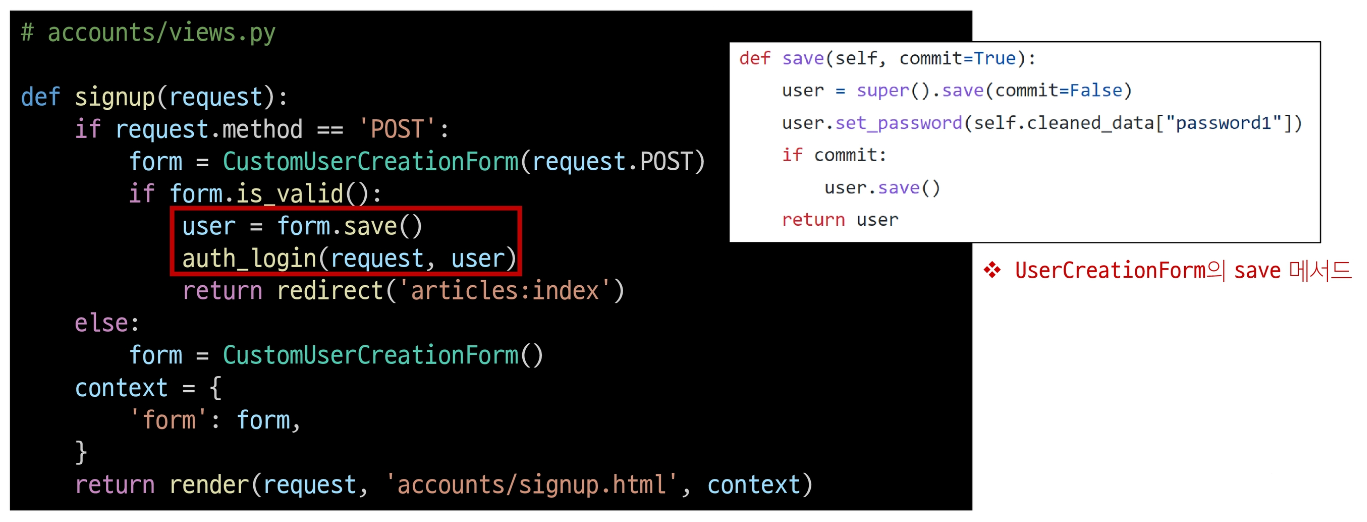 # accounts/views.py
def signup(request):
    if request.method == 'POST':
        form = CustomUserCreationForm(request.POST)
        if form.is_valid():
            user = form.save()
            auth_login(request, user)
            return redirect('articles:index')
    else:
        form = CustomUserCreationForm()
    context = {
        'form': form,
    }
    return render(request, 'accounts/signup.html', context)
def save(self, commit=True):
    user = super().save(commit=False)
    user.set_password(self.cleaned_data["password1"])
    if commit:
        user.save()
    return user
❖ UserCreationForm의 save 메서드